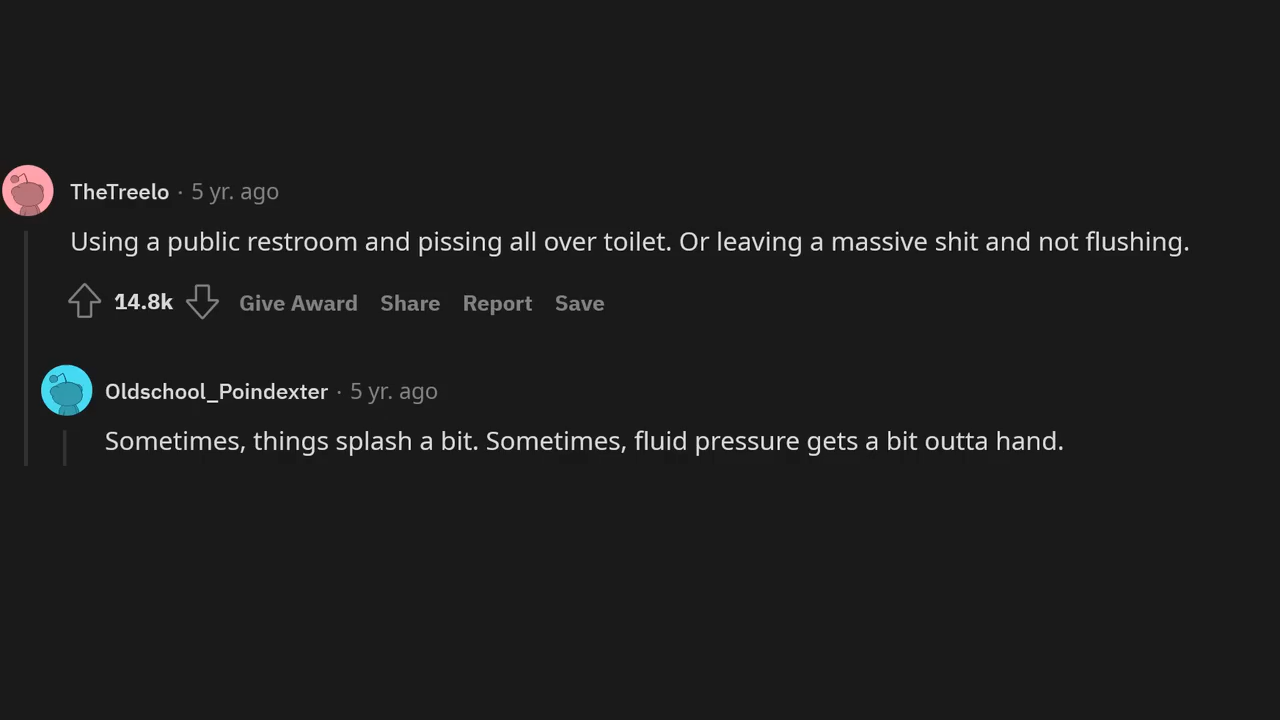 TheTreelo · 5 yr. ago
Using a public restroom and pissing all over toilet. Or leaving a massive shit and not flushing.
14.8k Give Award Share Report Save
Oldschool_Poindexter · 5 yr. ago
Sometimes, things splash a bit. Sometimes, fluid pressure gets a bit outta hand.